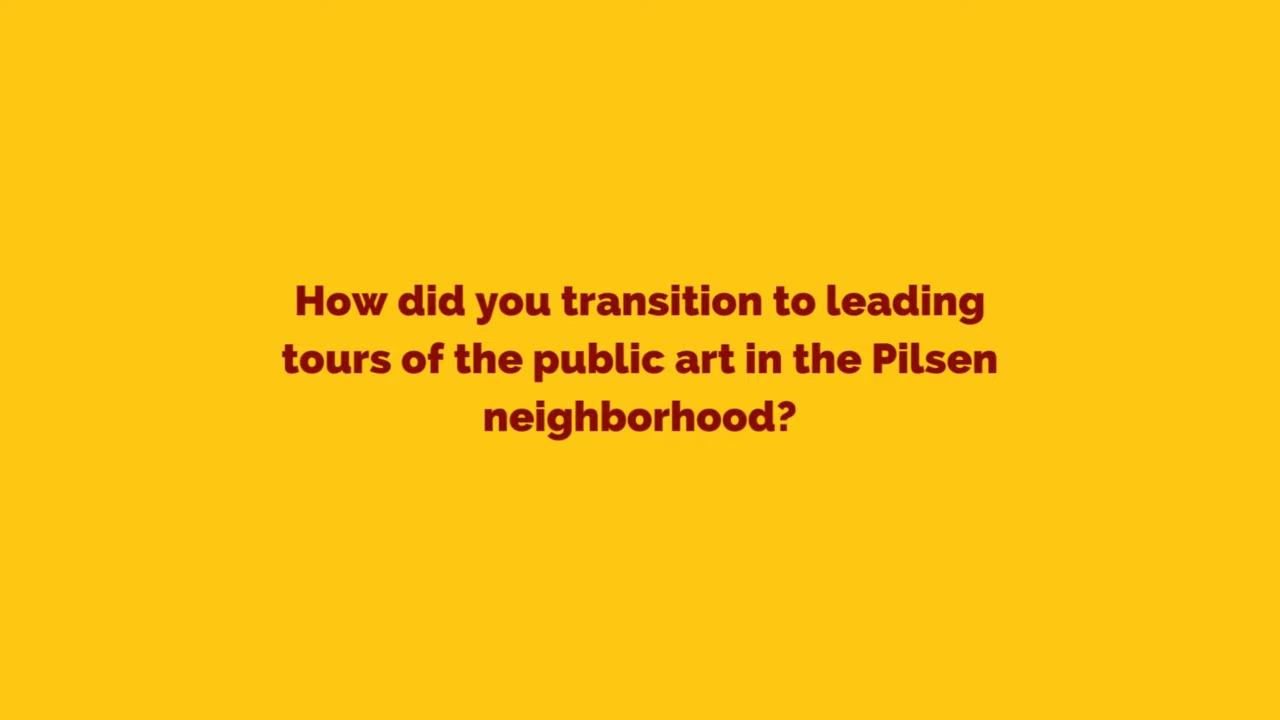 How did you transition to leading
tours of the public art in the Pilsen
neighborhood?